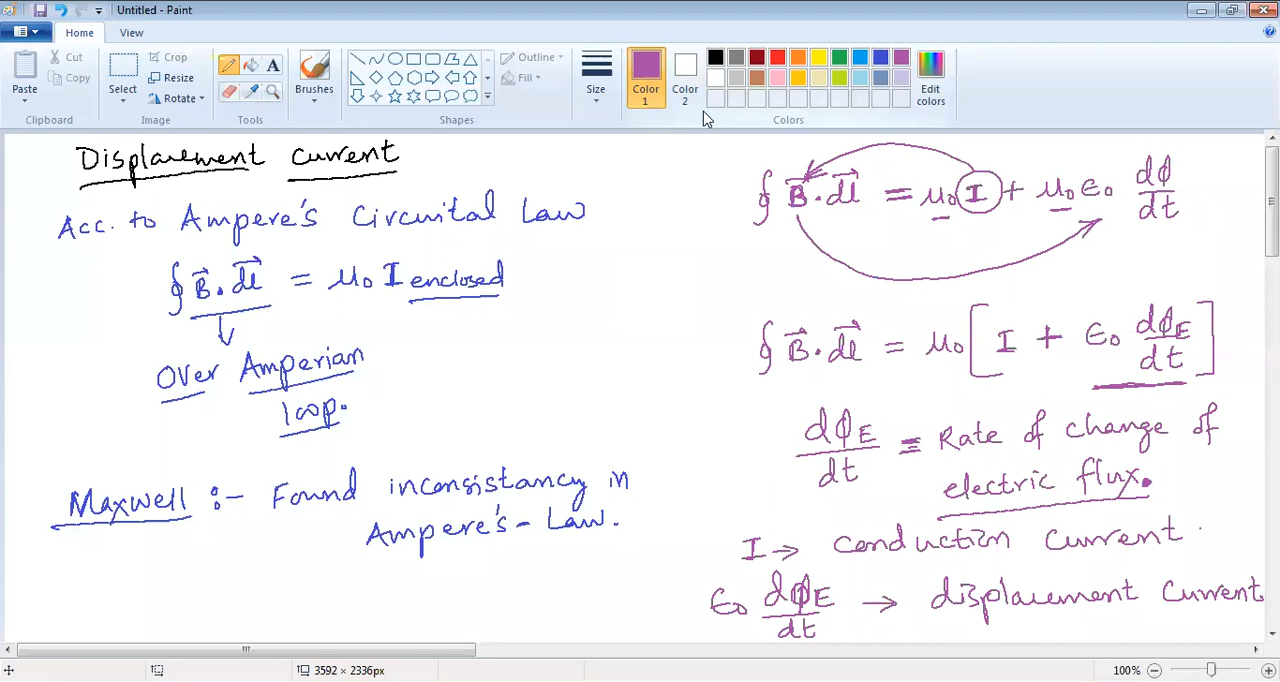 Untitled - Paint
Home
View
Paste
Cut
Copy
Clipboard
Select
Crop
Resize
Rotate
Image
Tools
Brushes
Shapes
Outline
Fill
Size
Color 1
Color 2
Edit colors
Colors
Displacement Current
Acc. to Ampere's Circuital Law
∮ B⃗ . dl⃗ = μ0 I enclosed
Over Amperian
loop.
Maxwell :- Found inconsistancy in
Ampere's - Law.
∮ B⃗ . dl⃗ = μ0 I + μ0 ε0 dϕ/dt
∮ B⃗ . dl⃗ = μ0 [ I + ε0 dϕE/dt ]
dϕE/dt = Rate of change of
electric flux.
I → conduction current
ε0 dϕE/dt → displacement current
3592 × 2336px
100%